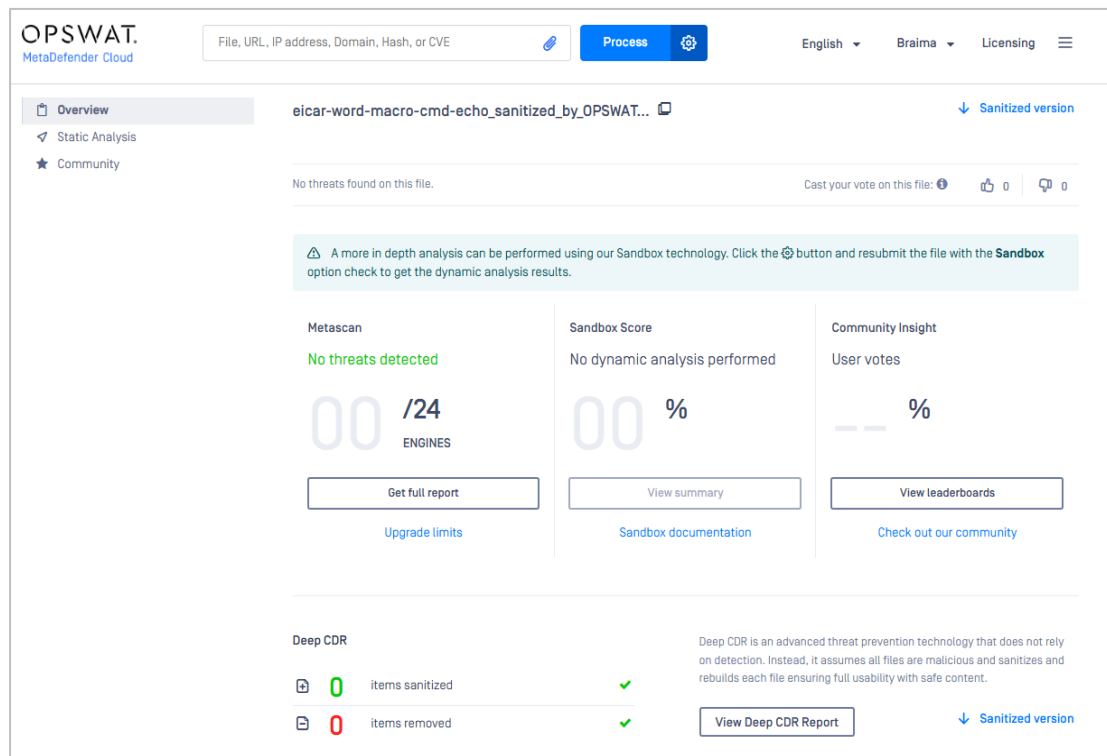 OPSWAT.
MetaDefender Cloud
File, URL, IP address, Domain, Hash, or CVE
Process
English
Braima
Licensing
Overview
Static Analysis
Community
eicar-word-macro-cmd-echo_sanitized_by_OPSWAT...
Sanitized version
No threats found on this file.
Cast your vote on this file:
0
0
A more in depth analysis can be performed using our Sandbox technology. Click the button and resubmit the file with the Sandbox
option check to get the dynamic analysis results.
Metascan
No threats detected
00 /24
ENGINES
Get full report
Upgrade limits
Sandbox Score
No dynamic analysis performed
00 %
View summary
Sandbox documentation
Community Insight
User votes
-- %
View leaderboards
Check out our community
Deep CDR
0 items sanitized
0 items removed
Deep CDR is an advanced threat prevention technology that does not rely
on detection. Instead, it assumes all files are malicious and sanitizes and
rebuilds each file ensuring full usability with safe content.
View Deep CDR Report
Sanitized version